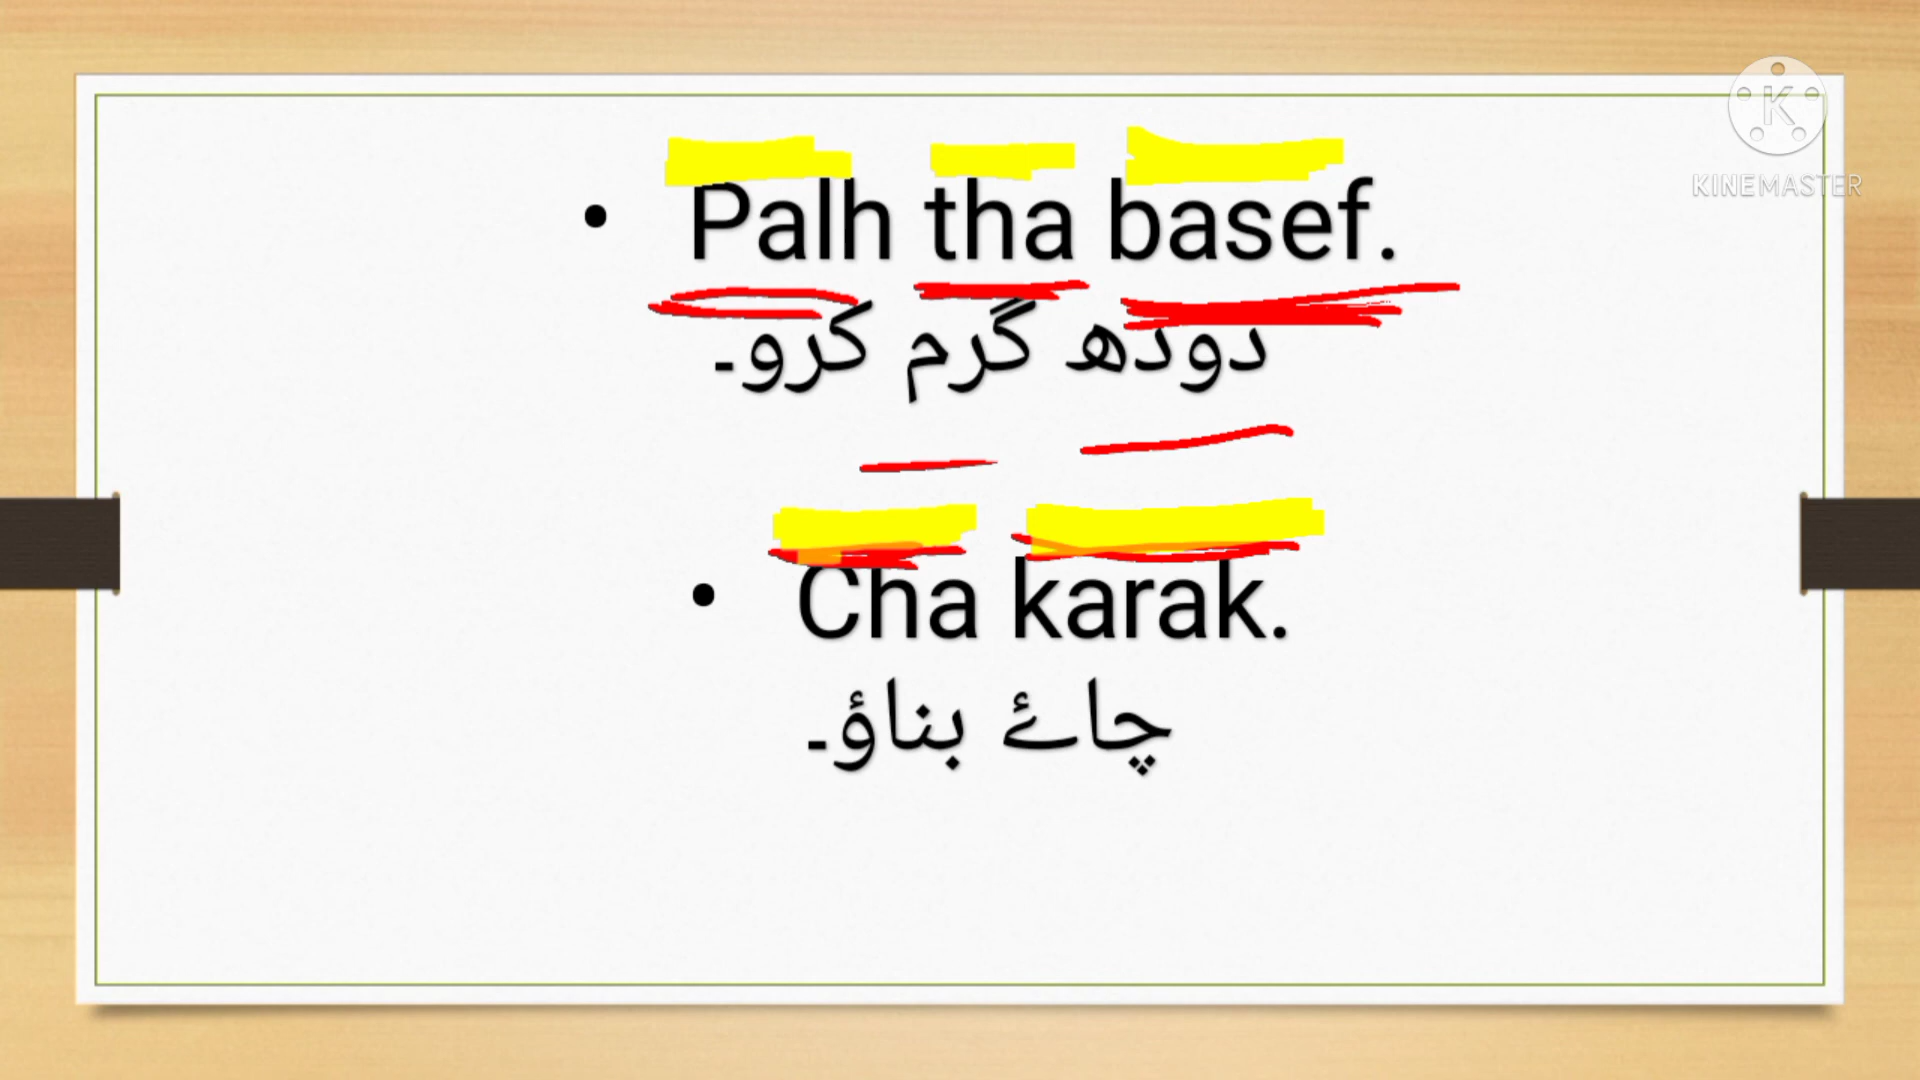 • Palh tha basef.
دودھ گرم کرو۔
• Cha karak.
چائے بناؤ۔
K
KINEMASTER